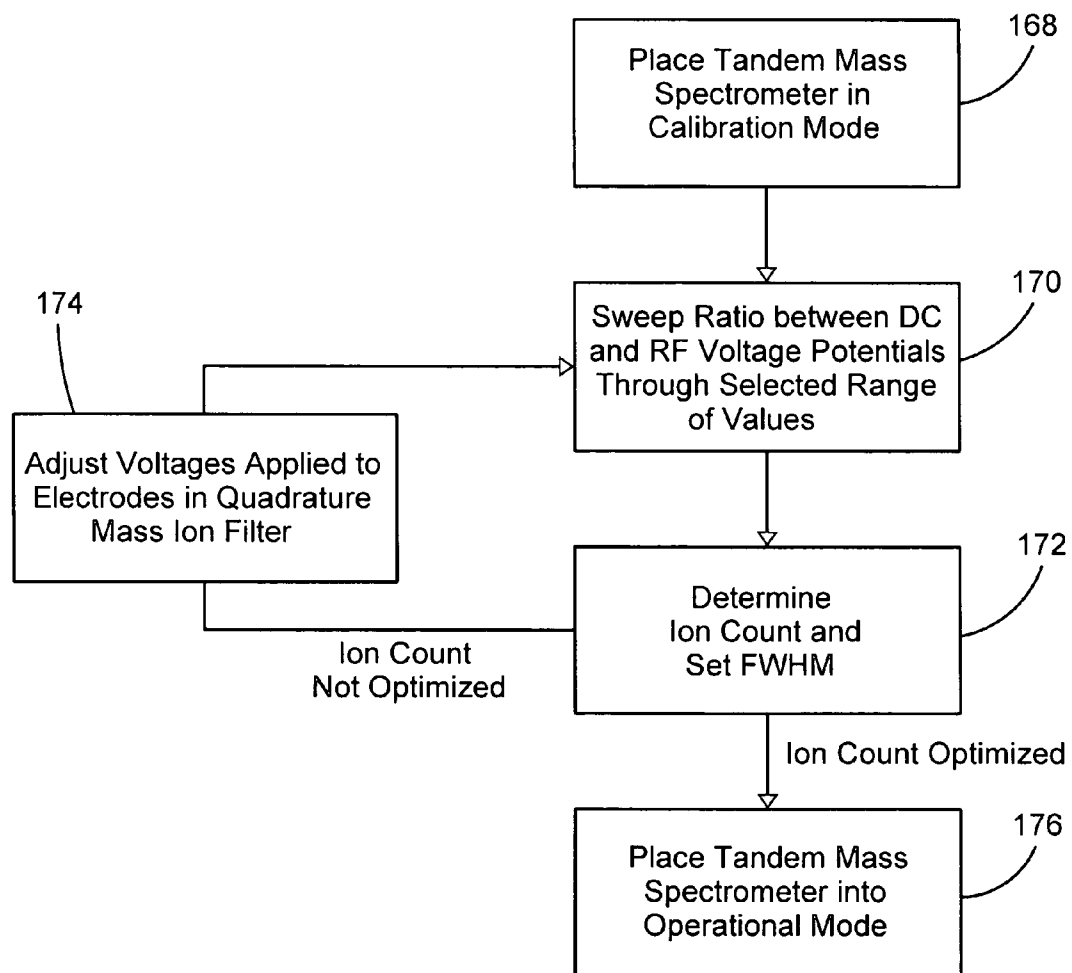 168
Place Tandem Mass
Spectrometer in
Calibration Mode
170
Sweep Ratio between DC
and RF Voltage Potentials
Through Selected Range
of Values
174
Adjust Voltages Applied to
Electrodes in Quadrature
Mass Ion Filter
172
Determine
Ion Count and
Set FWHM
Ion Count
Not Optimized
Ion Count Optimized
176
Place Tandem Mass
Spectrometer into
Operational Mode